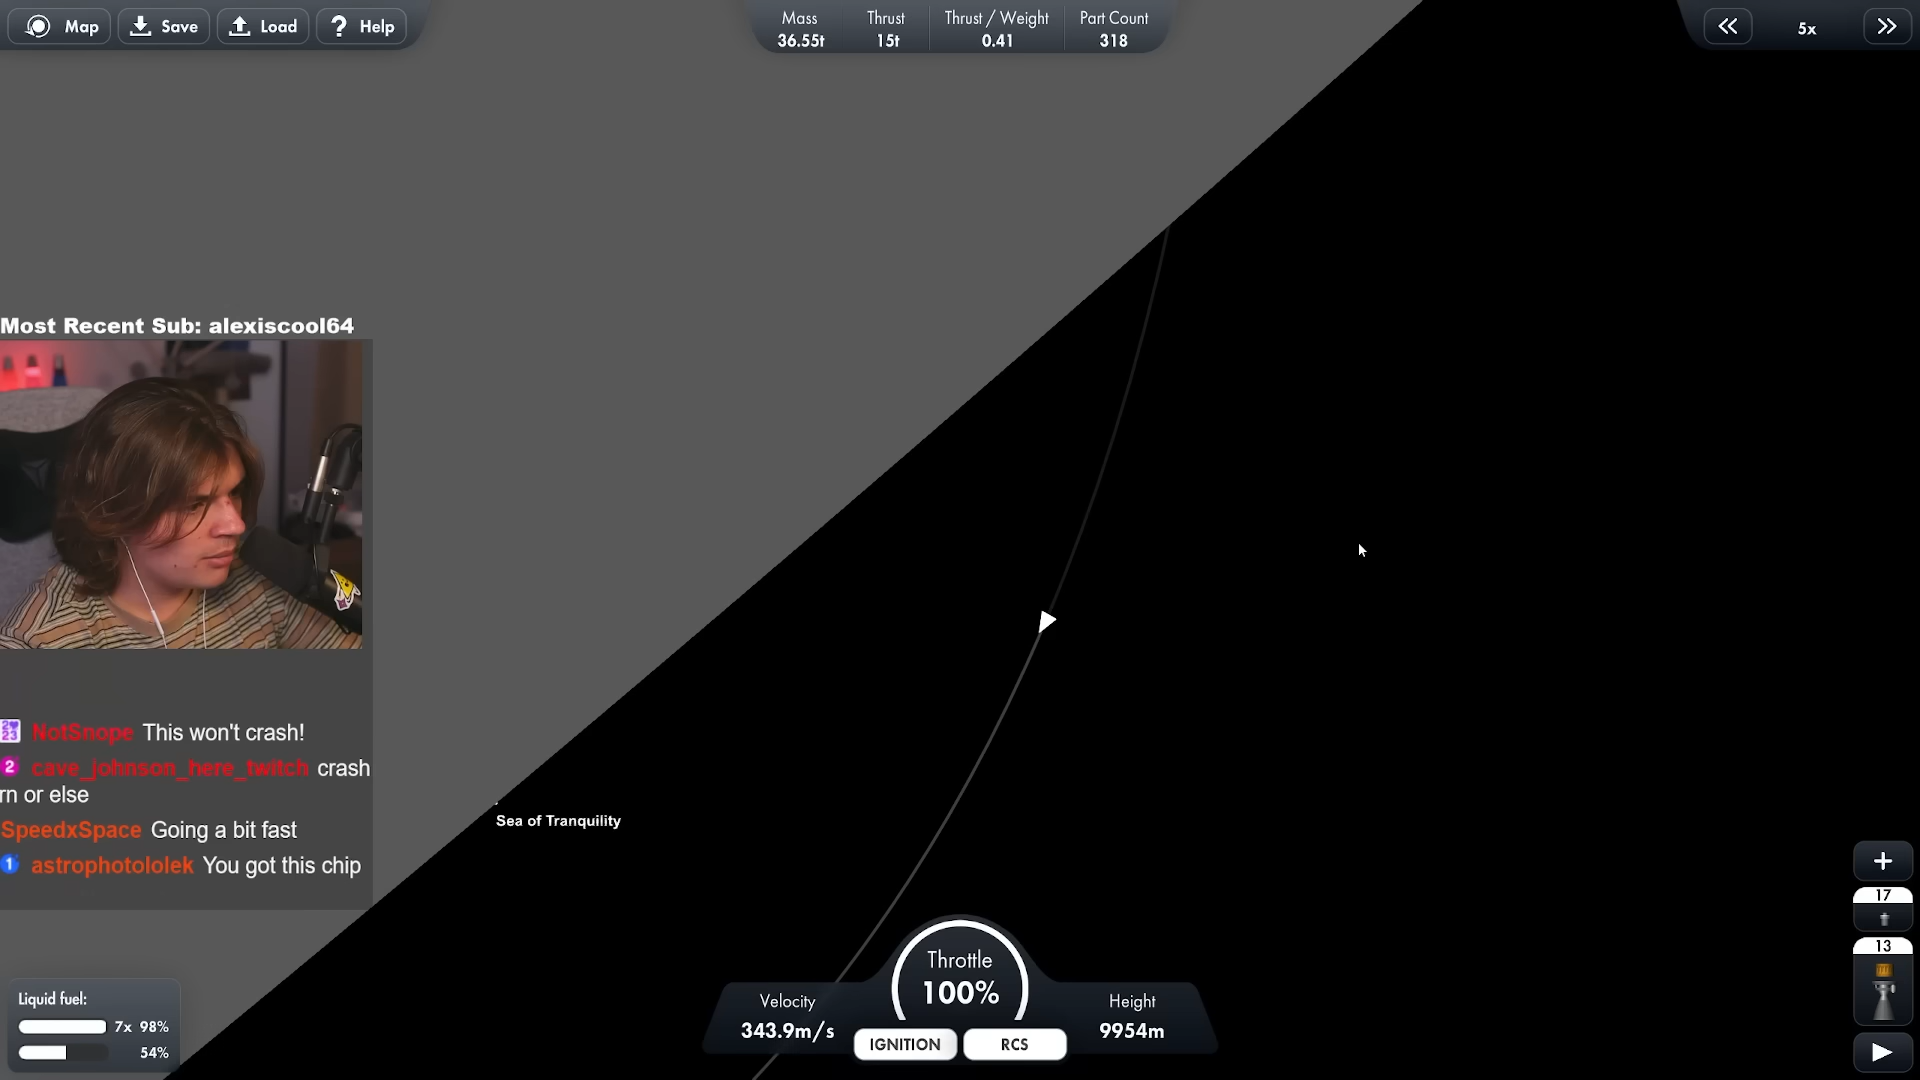 Map
Save
Load
Help
Mass
36.55t
Thrust
15t
Thrust / Weight
0.41
Part Count
318
5x
Most Recent Sub: alexiscool64
NotSnope This won't crash!
2 cave_johnson_here_twitch crash
rn or else
SpeedxSpace Going a bit fast
1 astrophotololek You got this chip
Sea of Tranquility
17
13
Liquid fuel:
7x 98%
54%
Throttle
100%
Velocity
343.9m/s
Height
9954m
IGNITION
RCS